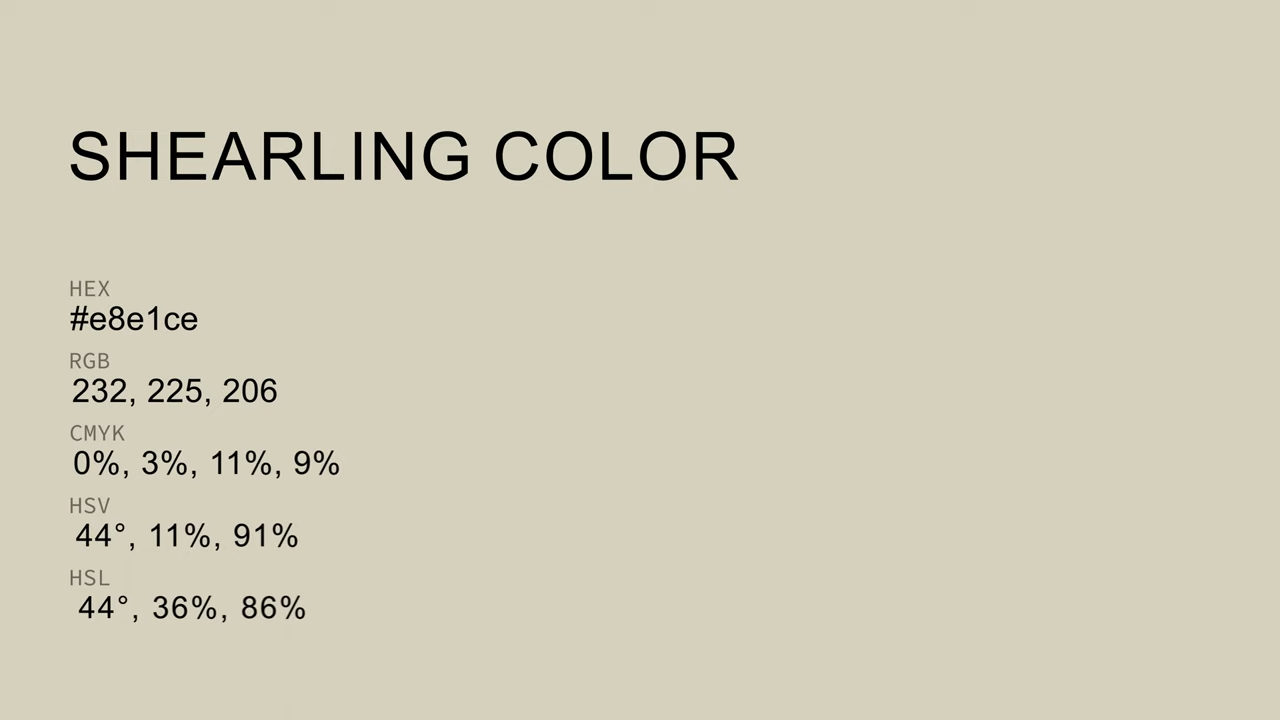 SHEARLING COLOR
HEX
#e8e1ce
RGB
232, 225, 206
CMYK
0%, 3%, 11%, 9%
HSV
44°, 11%, 91%
HSL
44°, 36%, 86%